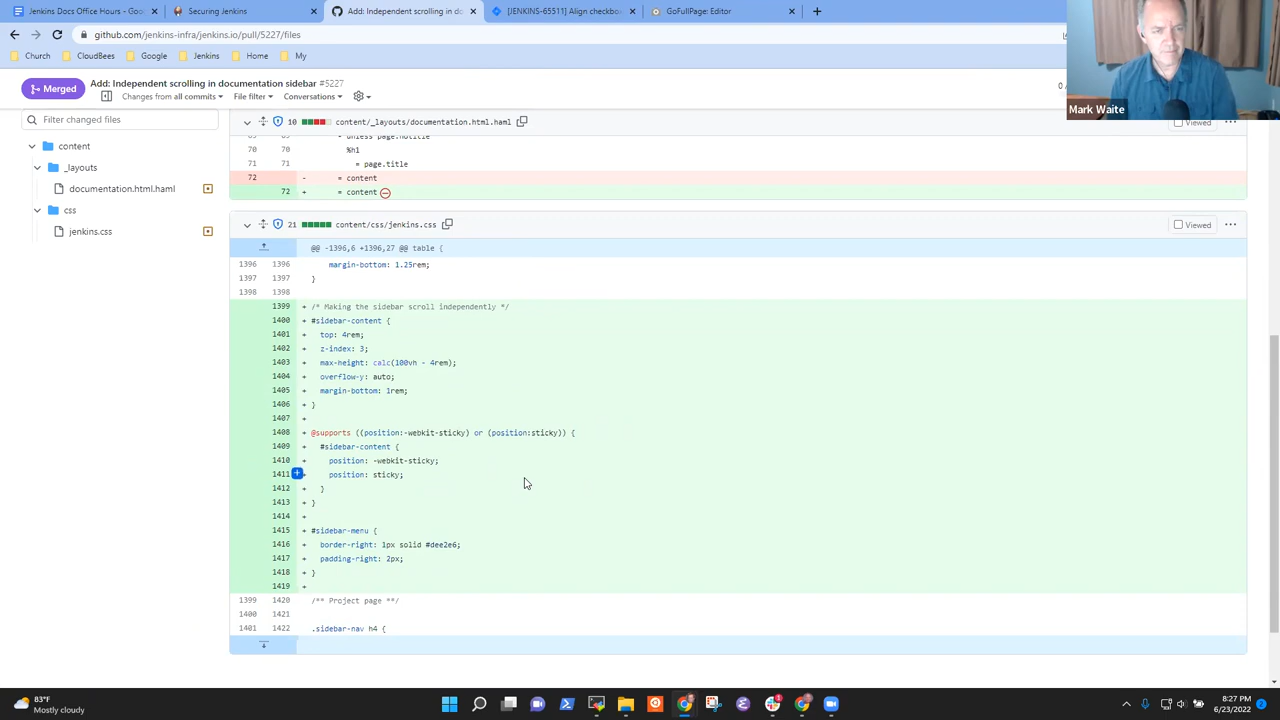 Jenkins Docs Office Hours - Goo
Securing Jenkins
Add: Independent scrolling in do
[JENKINS-65511] Align checkbo
GoFullPage: Editor
github.com/jenkins-infra/jenkins.io/pull/5227/files
Church
CloudBees
Google
Jenkins
Home
My
Mark Waite
Merged
Add: Independent scrolling in documentation sidebar #5227
Changes from all commits
File filter
Conversations
0 /
Filter changed files
content
_layouts
documentation.html.haml
css
jenkins.css
10 content/_layouts/documentation.html.haml
Viewed
70 70 %h1
71 71 = page.title
72 - = content
72 + = content
21 content/css/jenkins.css
Viewed
@@ -1396,6 +1396,27 @@ table {
1396 1396 margin-bottom: 1.25rem;
1397 1397 }
1398 1398
1399 + /* Making the sidebar scroll independently */
1400 + #sidebar-content {
1401 + top: 4rem;
1402 + z-index: 3;
1403 + max-height: calc(100vh - 4rem);
1404 + overflow-y: auto;
1405 + margin-bottom: 1rem;
1406 + }
1407 +
1408 + @supports ((position:-webkit-sticky) or (position:sticky)) {
1409 + #sidebar-content {
1410 + position: -webkit-sticky;
1411 + position: sticky;
1412 + }
1413 + }
1414 +
1415 + #sidebar-menu {
1416 + border-right: 1px solid #dee2e6;
1417 + padding-right: 2px;
1418 + }
1419 +
1399 1420 /** Project page **/
1400 1421
1401 1422 .sidebar-nav h4 {
83°F
Mostly cloudy
8:27 PM
6/23/2022